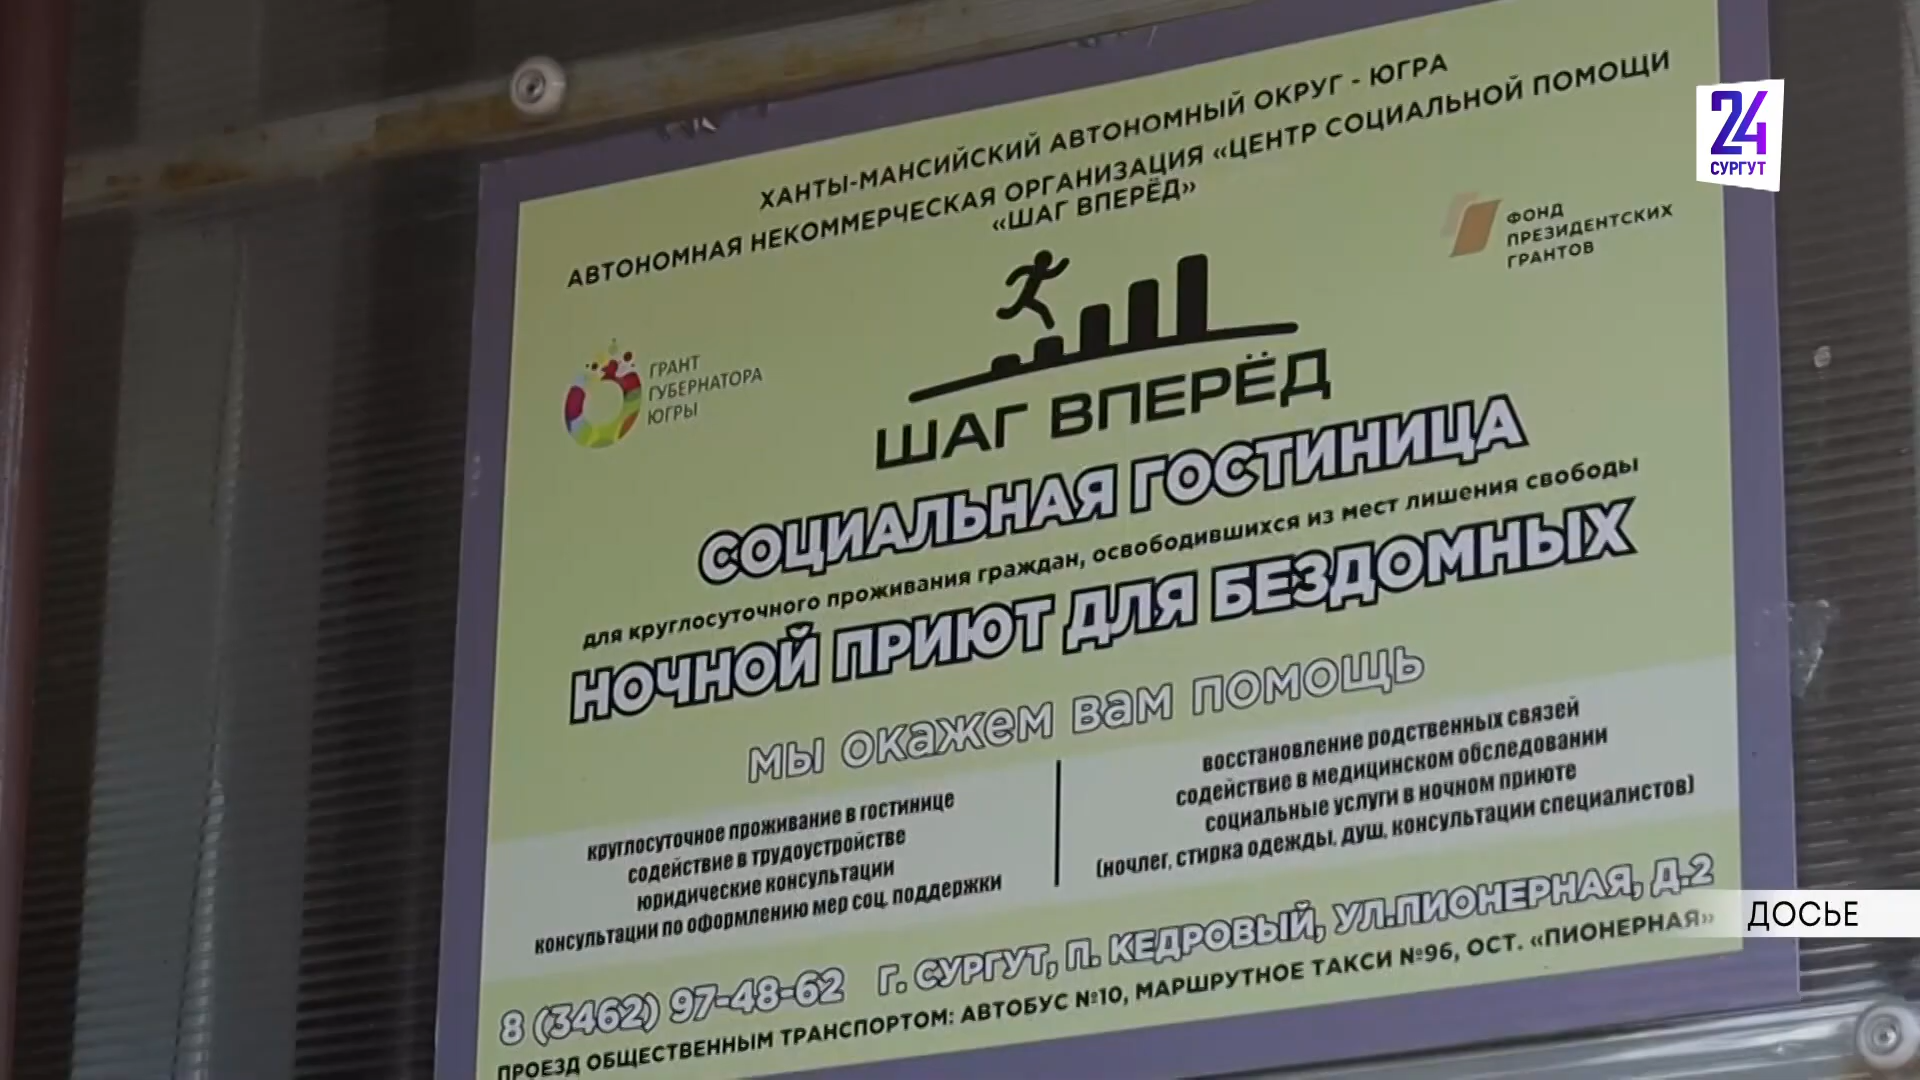 ХАНТЫ-МАНСИЙСКИЙ АВТОНОМНЫЙ ОКРУГ - ЮГРА
АВТОНОМНАЯ НЕКОММЕРЧЕСКАЯ ОРГАНИЗАЦИЯ «ЦЕНТР СОЦИАЛЬНОЙ ПОМОЩИ
«ШАГ ВПЕРЁД»
24
СУРГУТ
ФОНД
ПРЕЗИДЕНТСКИХ
ГРАНТОВ
ГРАНТ
ГУБЕРНАТОРА
ЮГРЫ
ШАГ ВПЕРЁД
СОЦИАЛЬНАЯ ГОСТИНИЦА
для круглосуточного проживания граждан, освободившихся из мест лишения свободы
НОЧНОЙ ПРИЮТ ДЛЯ БЕЗДОМНЫХ
мы окажем вам помощь
круглосуточное проживание в гостинице
содействие в трудоустройстве
юридические консультации
консультации по оформлению мер соц. поддержки
восстановление родственных связей
содействие в медицинском обследовании
социальные услуги в ночном приюте
(ночлег, стирка одежды, душ, консультации специалистов)
8 (3462) 97-48-62 Г. СУРГУТ, П. КЕДРОВЫЙ, УЛ.ПИОНЕРНАЯ, Д.2
ПРОЕЗД ОБЩЕСТВЕННЫМ ТРАНСПОРТОМ: АВТОБУС №10, МАРШРУТНОЕ ТАКСИ №96, ОСТ. «ПИОНЕРНАЯ»
ДОСЬЕ